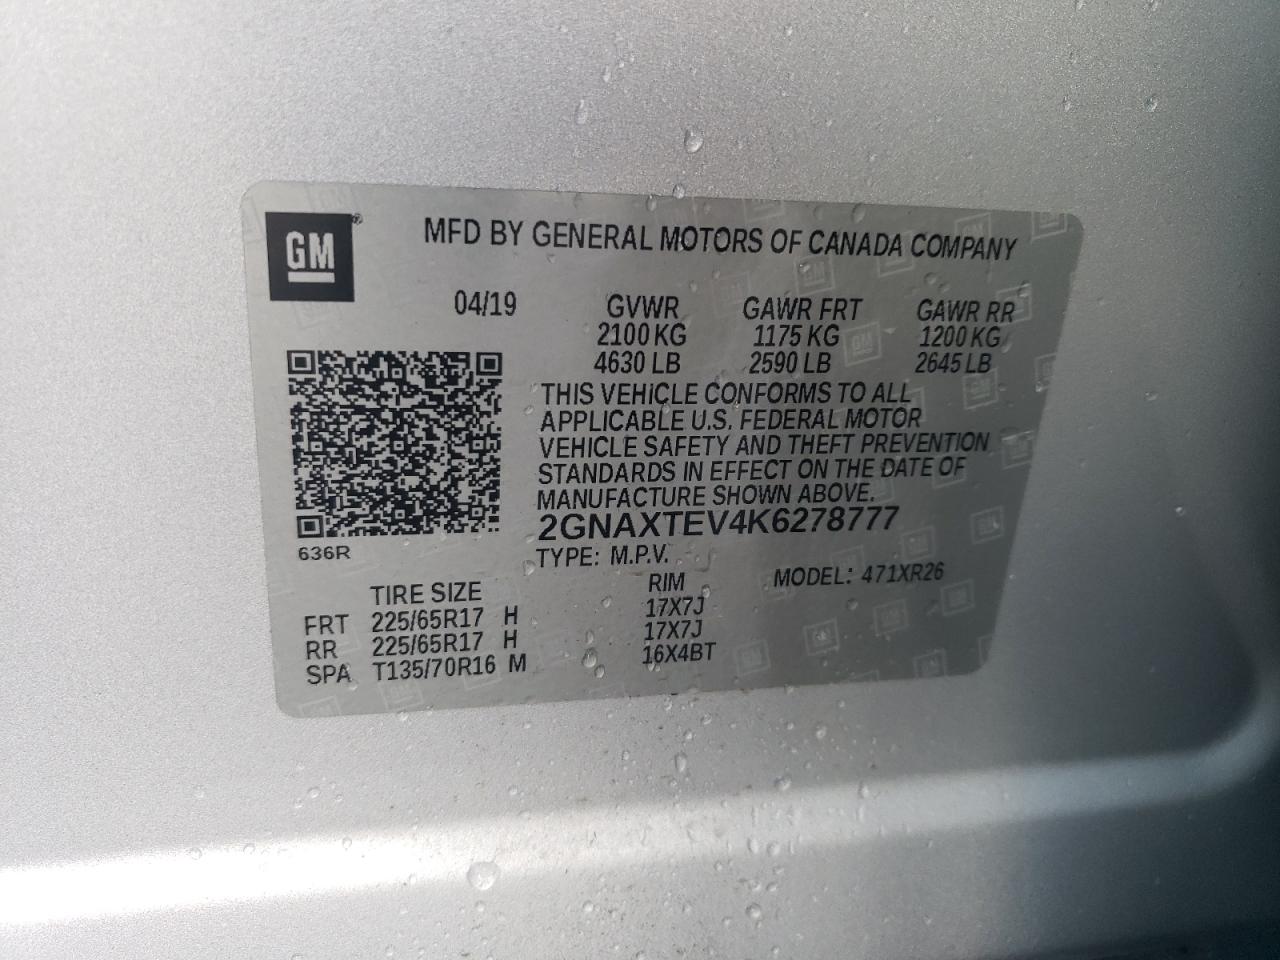 GM®
MFD BY GENERAL MOTORS OF CANADA COMPANY
04/19 GVWR GAWR FRT GAWR RR
2100 KG 1175 KG 1200 KG
4630 LB 2590 LB 2645 LB
THIS VEHICLE CONFORMS TO ALL
APPLICABLE U.S. FEDERAL MOTOR
VEHICLE SAFETY AND THEFT PREVENTION
STANDARDS IN EFFECT ON THE DATE OF
MANUFACTURE SHOWN ABOVE.
2GNAXTEV4K6278777
636R
TYPE: M.P.V. MODEL: 471XR26
TIRE SIZE RIM
FRT 225/65R17 H 17X7J
RR 225/65R17 H 17X7J
SPA T135/70R16 M 16X4BT